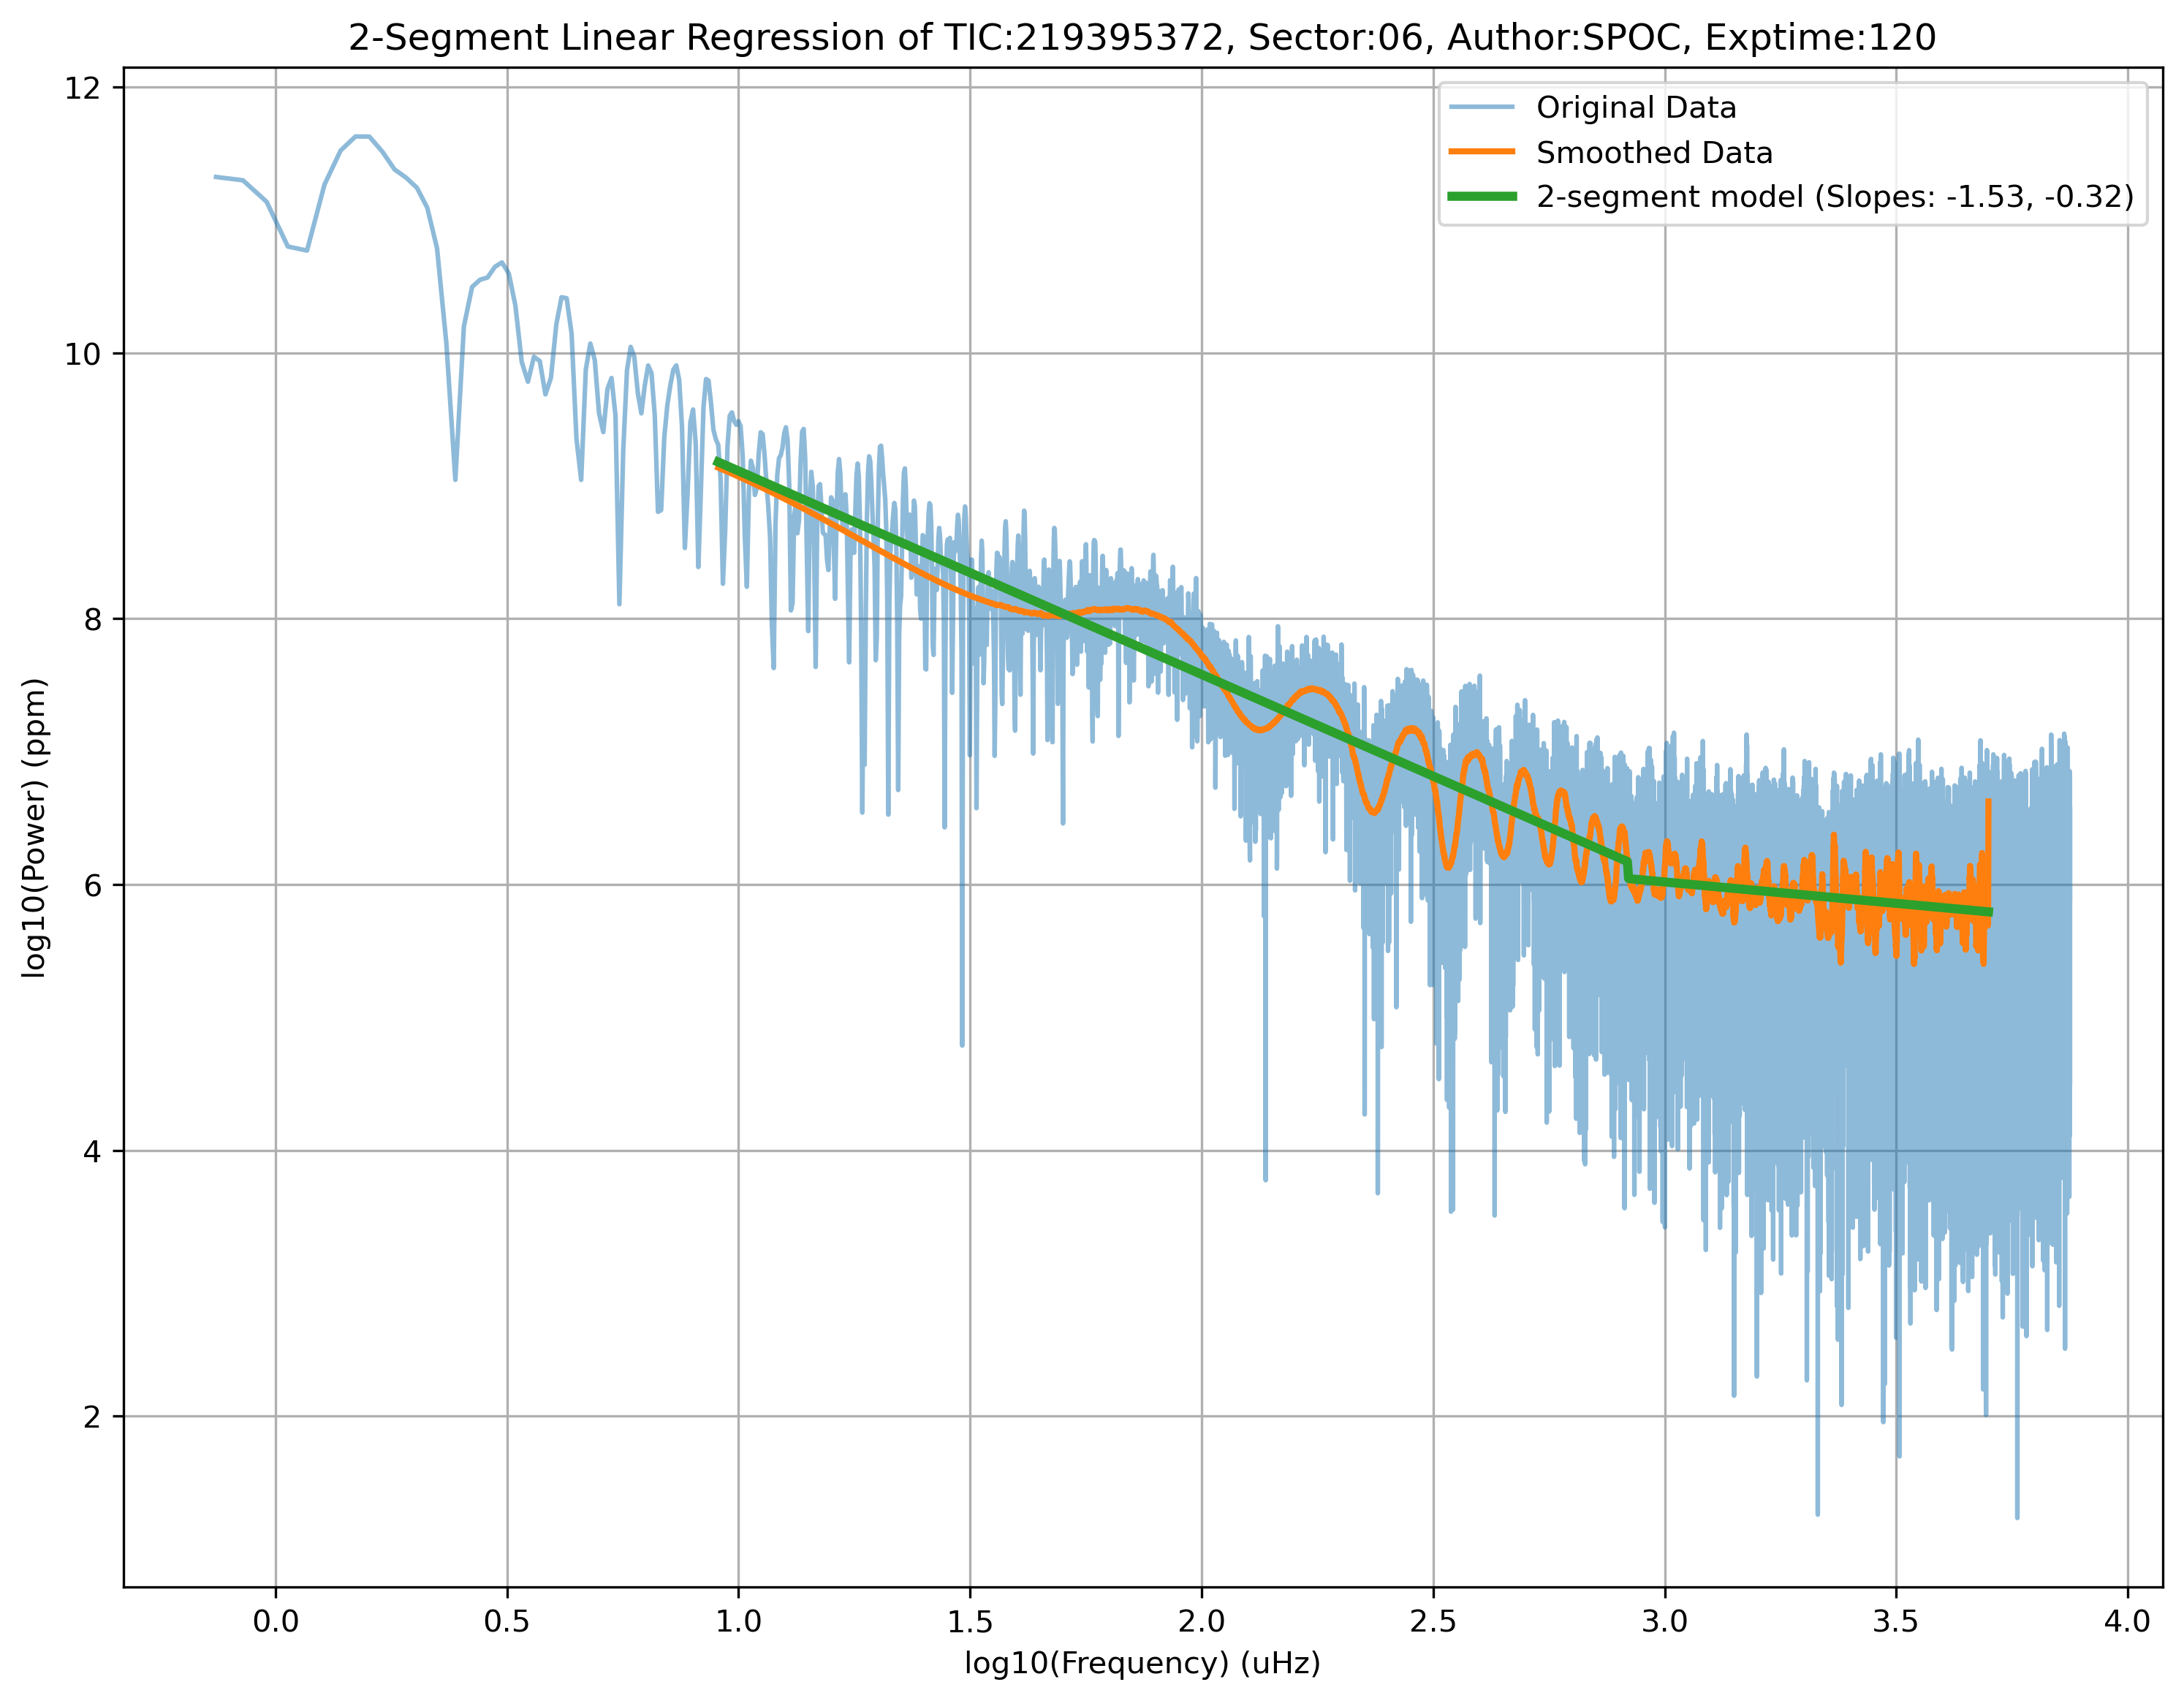 2-Segment Linear Regression of TIC:219395372, Sector:06, Author:SPOC, Exptime:120
Original Data
Smoothed Data
2-segment model (Slopes: -1.53, -0.32)
12
10
8
6
4
2
log10(Power) (ppm)
0.0 0.5 1.0 1.5 2.0 2.5 3.0 3.5 4.0
log10(Frequency) (uHz)